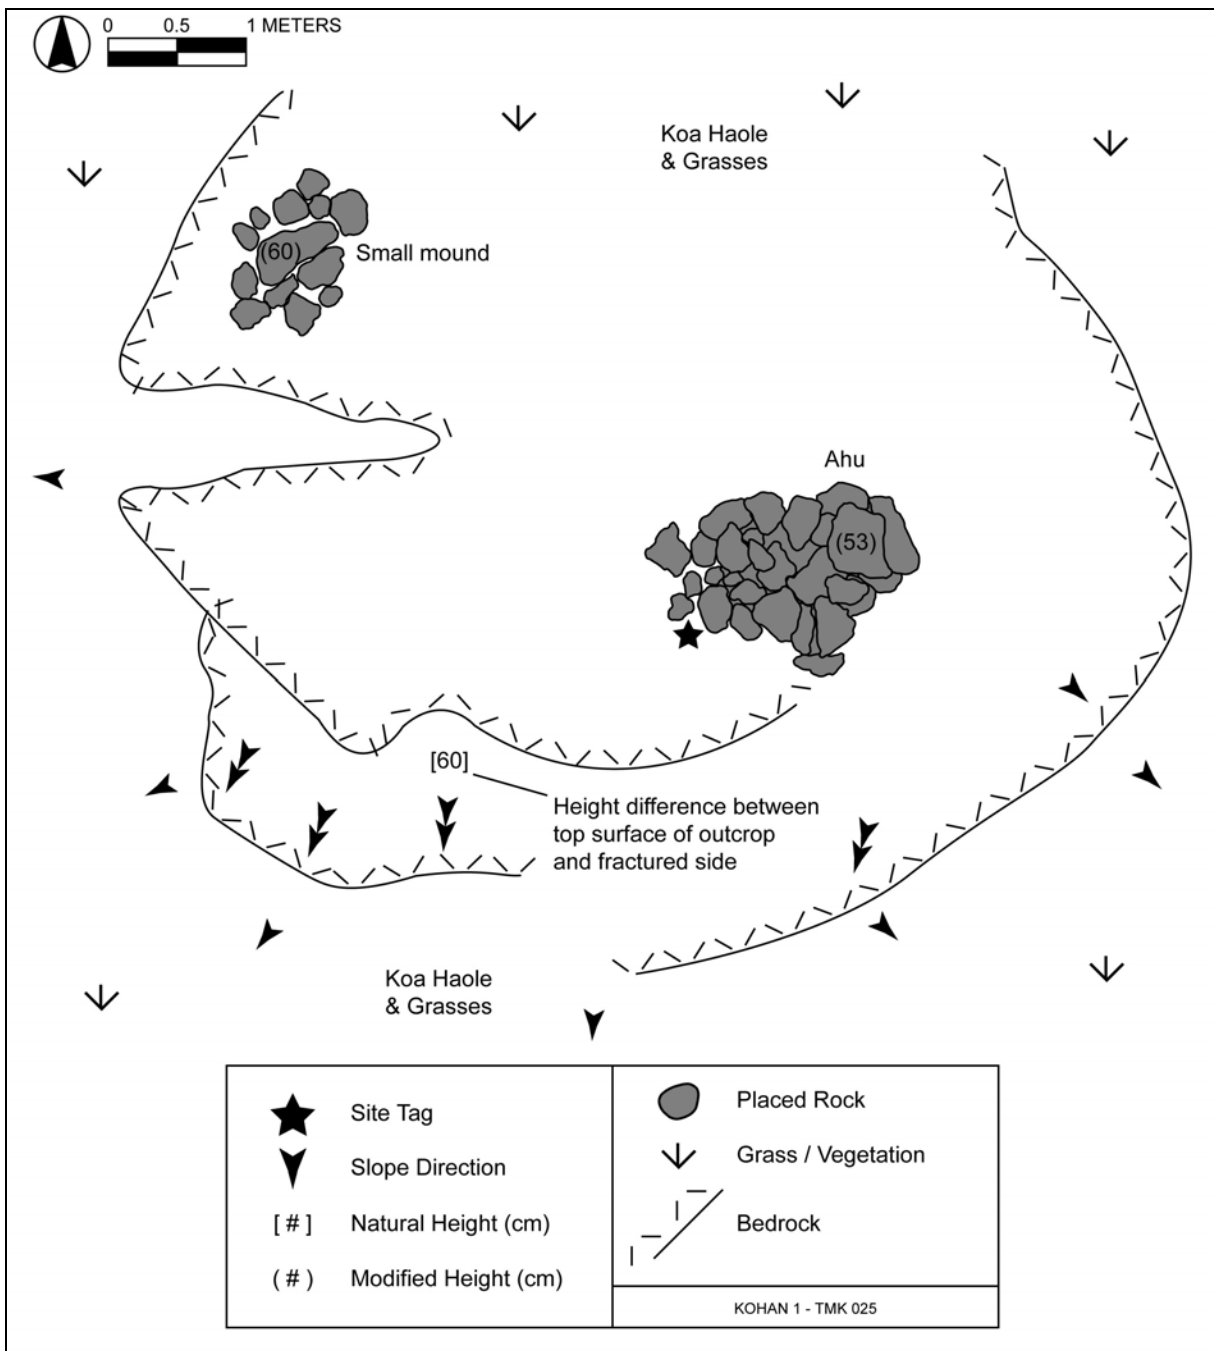 0 0.5 1 METERS
Koa Haole
& Grasses
(60)
Small mound
Ahu
(53)
[60]
Height difference between
top surface of outcrop
and fractured side
Koa Haole
& Grasses
Site Tag
Slope Direction
[ # ] Natural Height (cm)
( # ) Modified Height (cm)
Placed Rock
Grass / Vegetation
Bedrock
KOHAN 1 - TMK 025